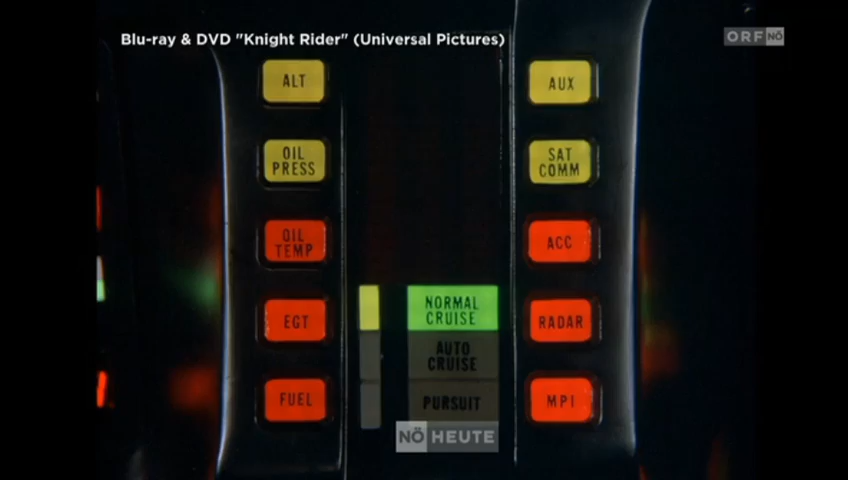 Blu-ray & DVD "Knight Rider" (Universal Pictures)
ORF NÖ
ALT
AUX
OIL
PRESS
SAT
COMM
OIL
TEMP
ACC
EGT
NORMAL
CRUISE
RADAR
AUTO
CRUISE
FUEL
PURSUIT
MPI
NÖ HEUTE